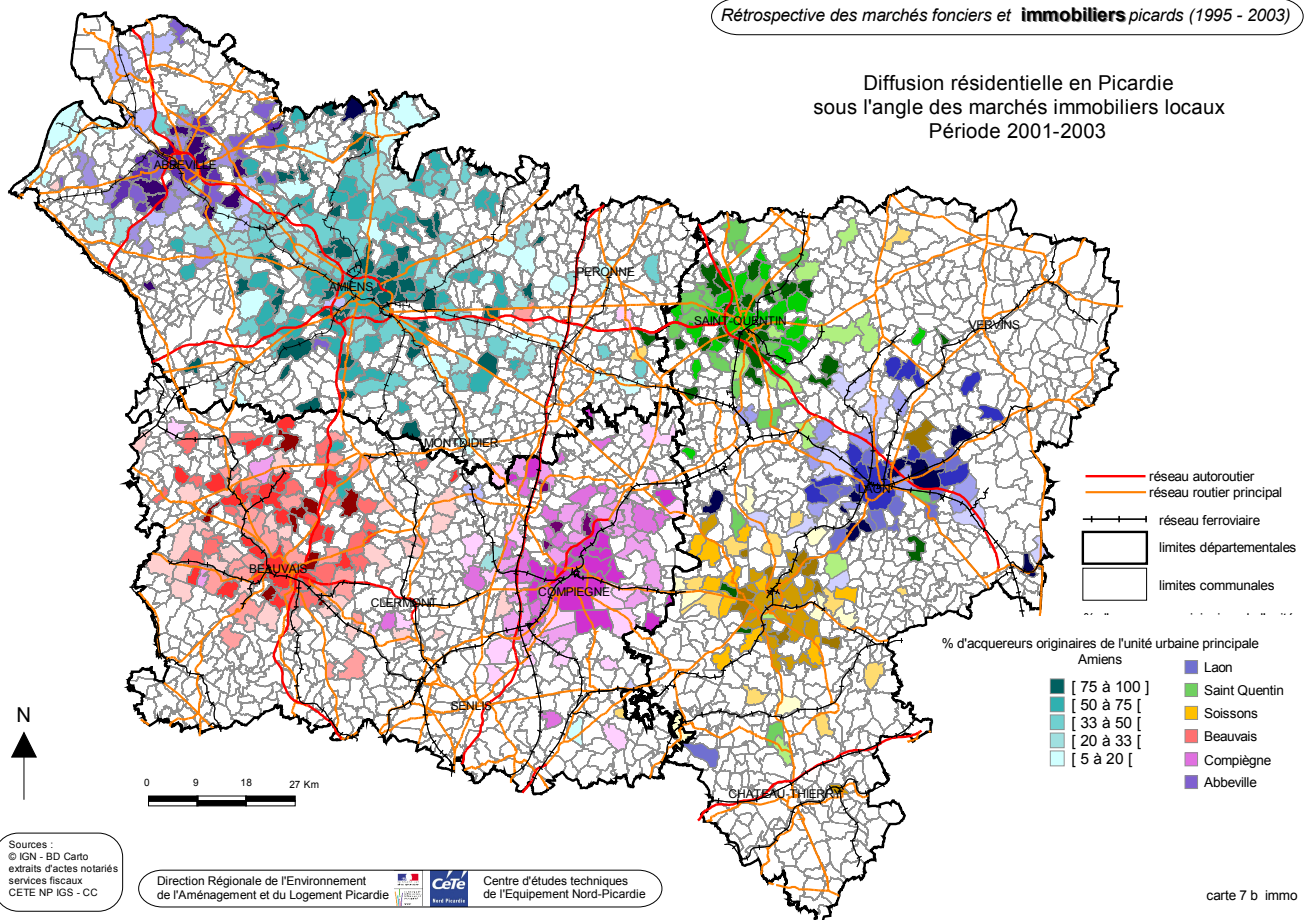 Rétrospective des marchés fonciers et immobiliers picards (1995 - 2003)
Diffusion résidentielle en Picardie
sous l'angle des marchés immobiliers locaux
Période 2001-2003
ABBEVILLE
AMIENS
PERONNE
SAINT-QUENTIN
VERVINS
MONTDIDIER
LAON
BEAUVAIS
CLERMONT
COMPIEGNE
SENLIS
CHATEAU-THIERRY
réseau autoroutier
réseau routier principal
réseau ferroviaire
limites départementales
limites communales
% d'acquereurs originaires de l'unité urbaine principale
Amiens
[ 75 à 100 ]
[ 50 à 75 [
[ 33 à 50 [
[ 20 à 33 [
[ 5 à 20 [
Laon
Saint Quentin
Soissons
Beauvais
Compiègne
Abbeville
N
0 9 18 27 Km
Sources :
© IGN - BD Carto
extraits d'actes notariés
services fiscaux
CETE NP IGS - CC
Direction Régionale de l'Environnement
de l'Aménagement et du Logement Picardie
CéTé
Nord Picardie
Centre d'études techniques
de l'Equipement Nord-Picardie
carte 7 b immo